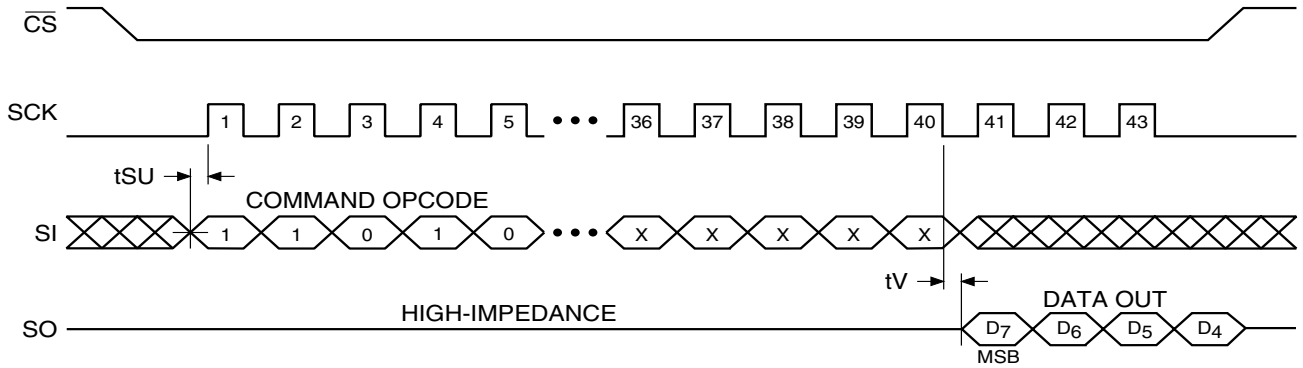 CS
SCK
1 2 3 4 5 36 37 38 39 40 41 42 43
tSU
COMMAND OPCODE
SI
1 1 0 1 0 X X X X X
tV
HIGH-IMPEDANCE
DATA OUT
SO
D7 D6 D5 D4
MSB